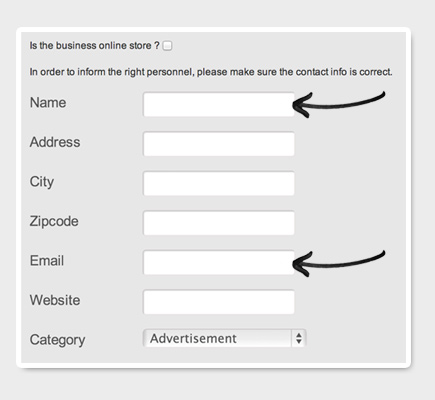 Is the business online store ?
In order to inform the right personnel, please make sure the contact info is correct.
Name
Address
City
Zipcode
Email
Website
Category Advertisement